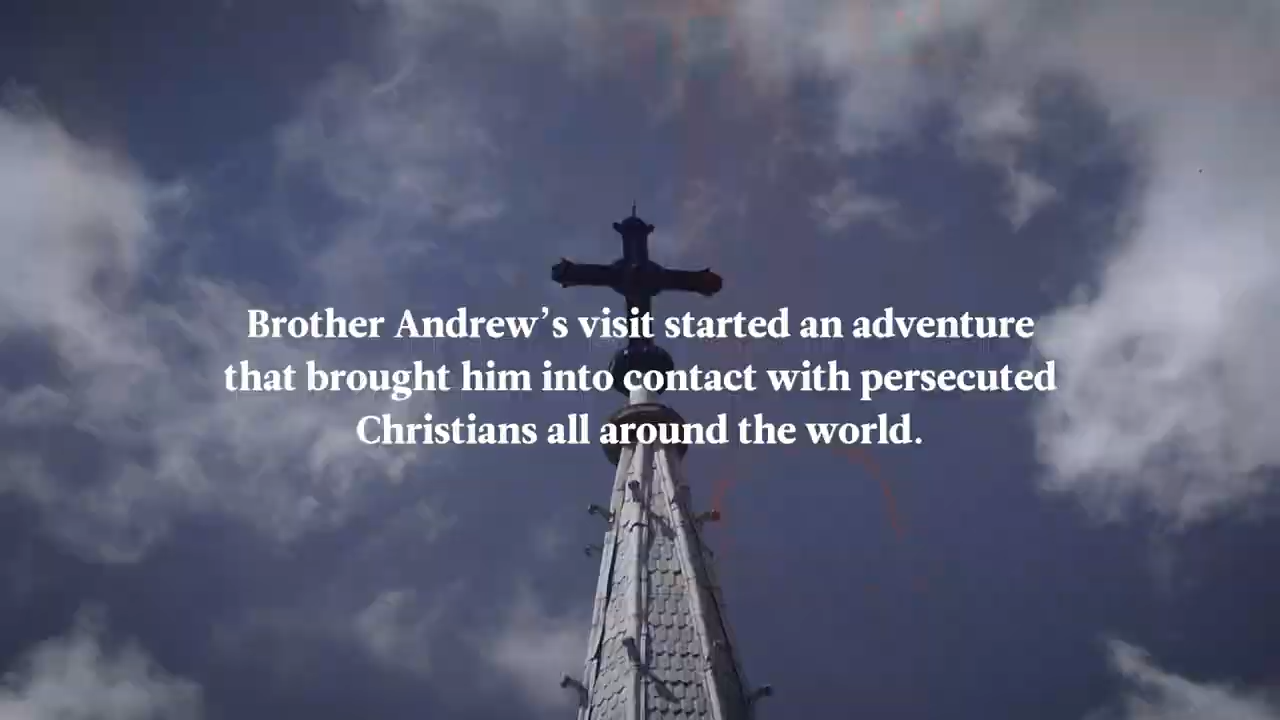 Brother Andrew’s visit started an adventure
that brought him into contact with persecuted
Christians all around the world.